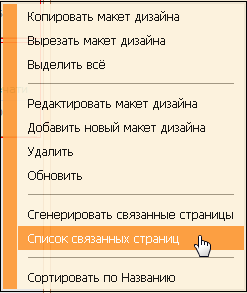 Копировать макет дизайна
Вырезать макет дизайна
Выделить всё
Редактировать макет дизайна
Добавить новый макет дизайна
Удалить
Обновить
Сгенерировать связанные страницы
Список связанных страниц
Сортировать по Названию